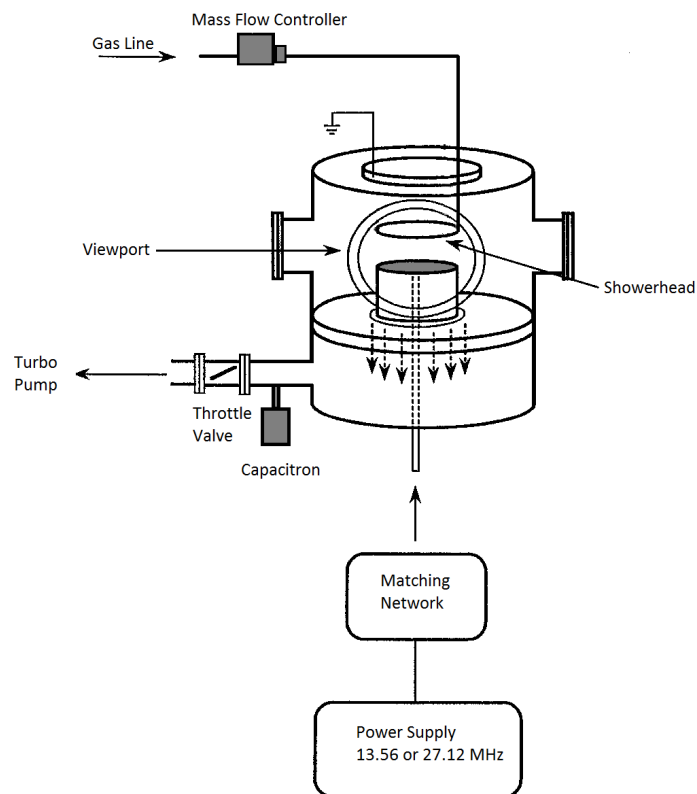 Mass Flow Controller
Gas Line
Viewport
Showerhead
Turbo
Pump
Throttle
Valve
Capacitron
Matching
Network
Power Supply
13.56 or 27.12 MHz